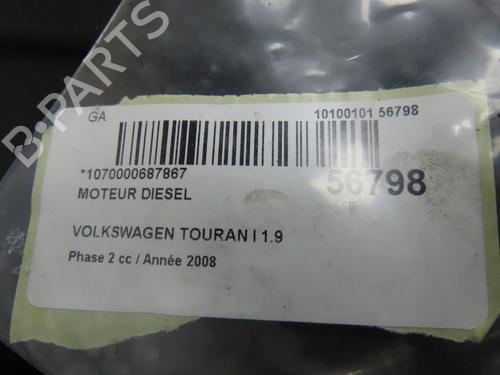 B-PARTS
GA
10100101 56798
*1070000687867
56798
MOTEUR DIESEL
VOLKSWAGEN TOURAN I 1.9
Phase 2 cc / Année 2008